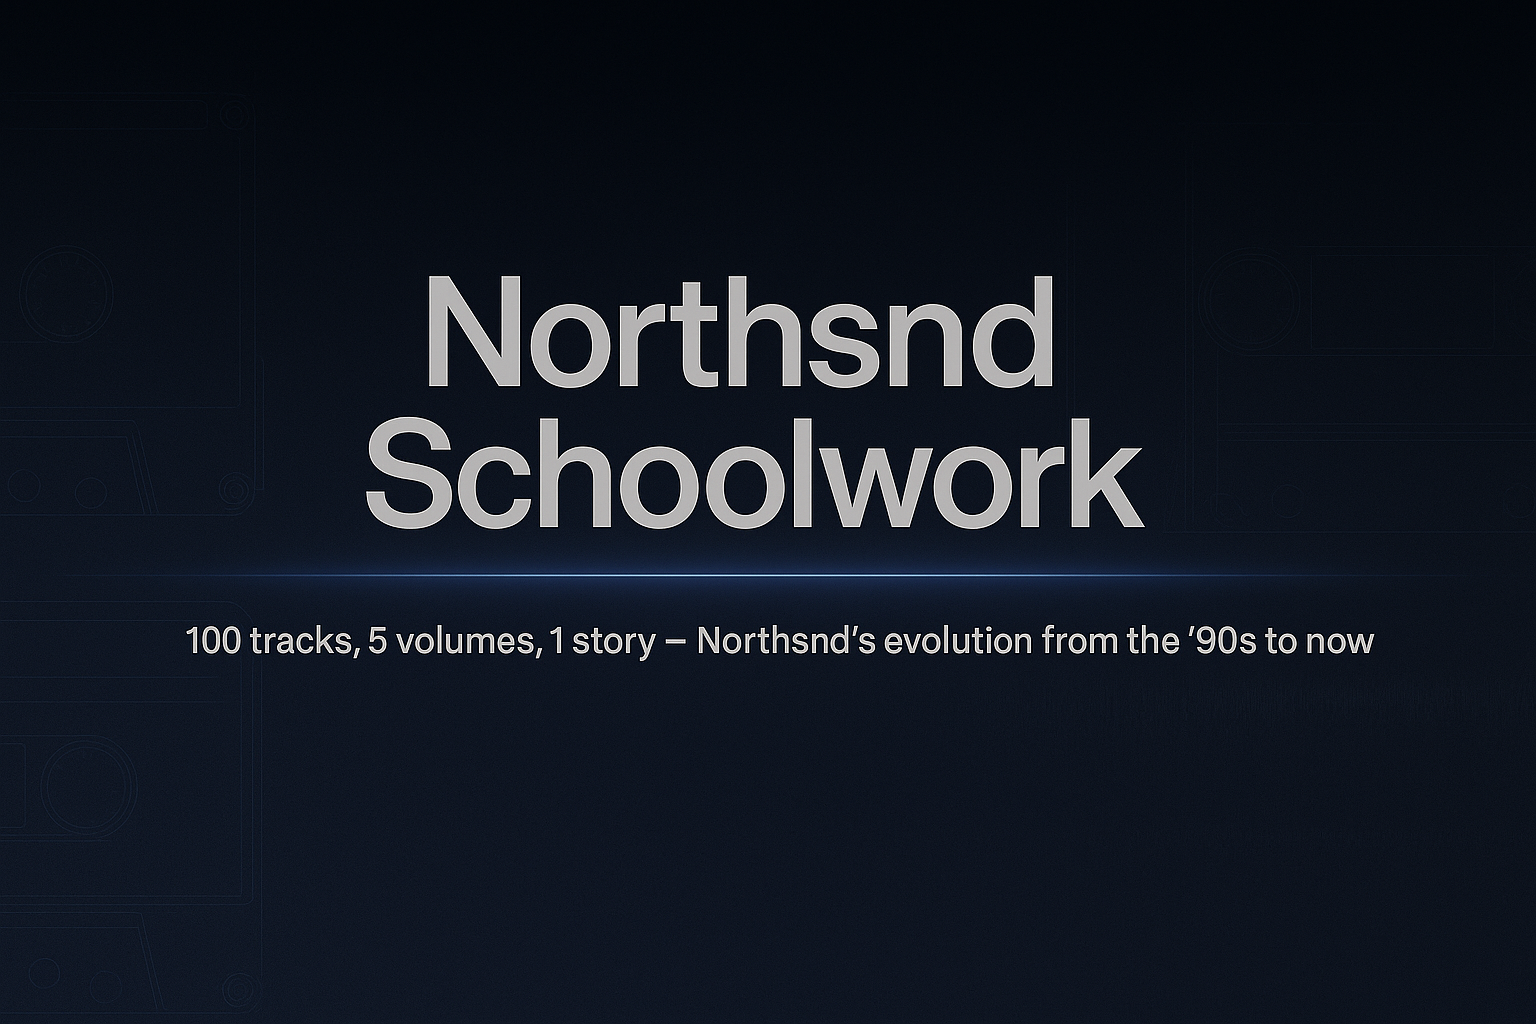 Northsnd
Schoolwork
100 tracks, 5 volumes, 1 story – Northsnd’s evolution from the ’90s to now